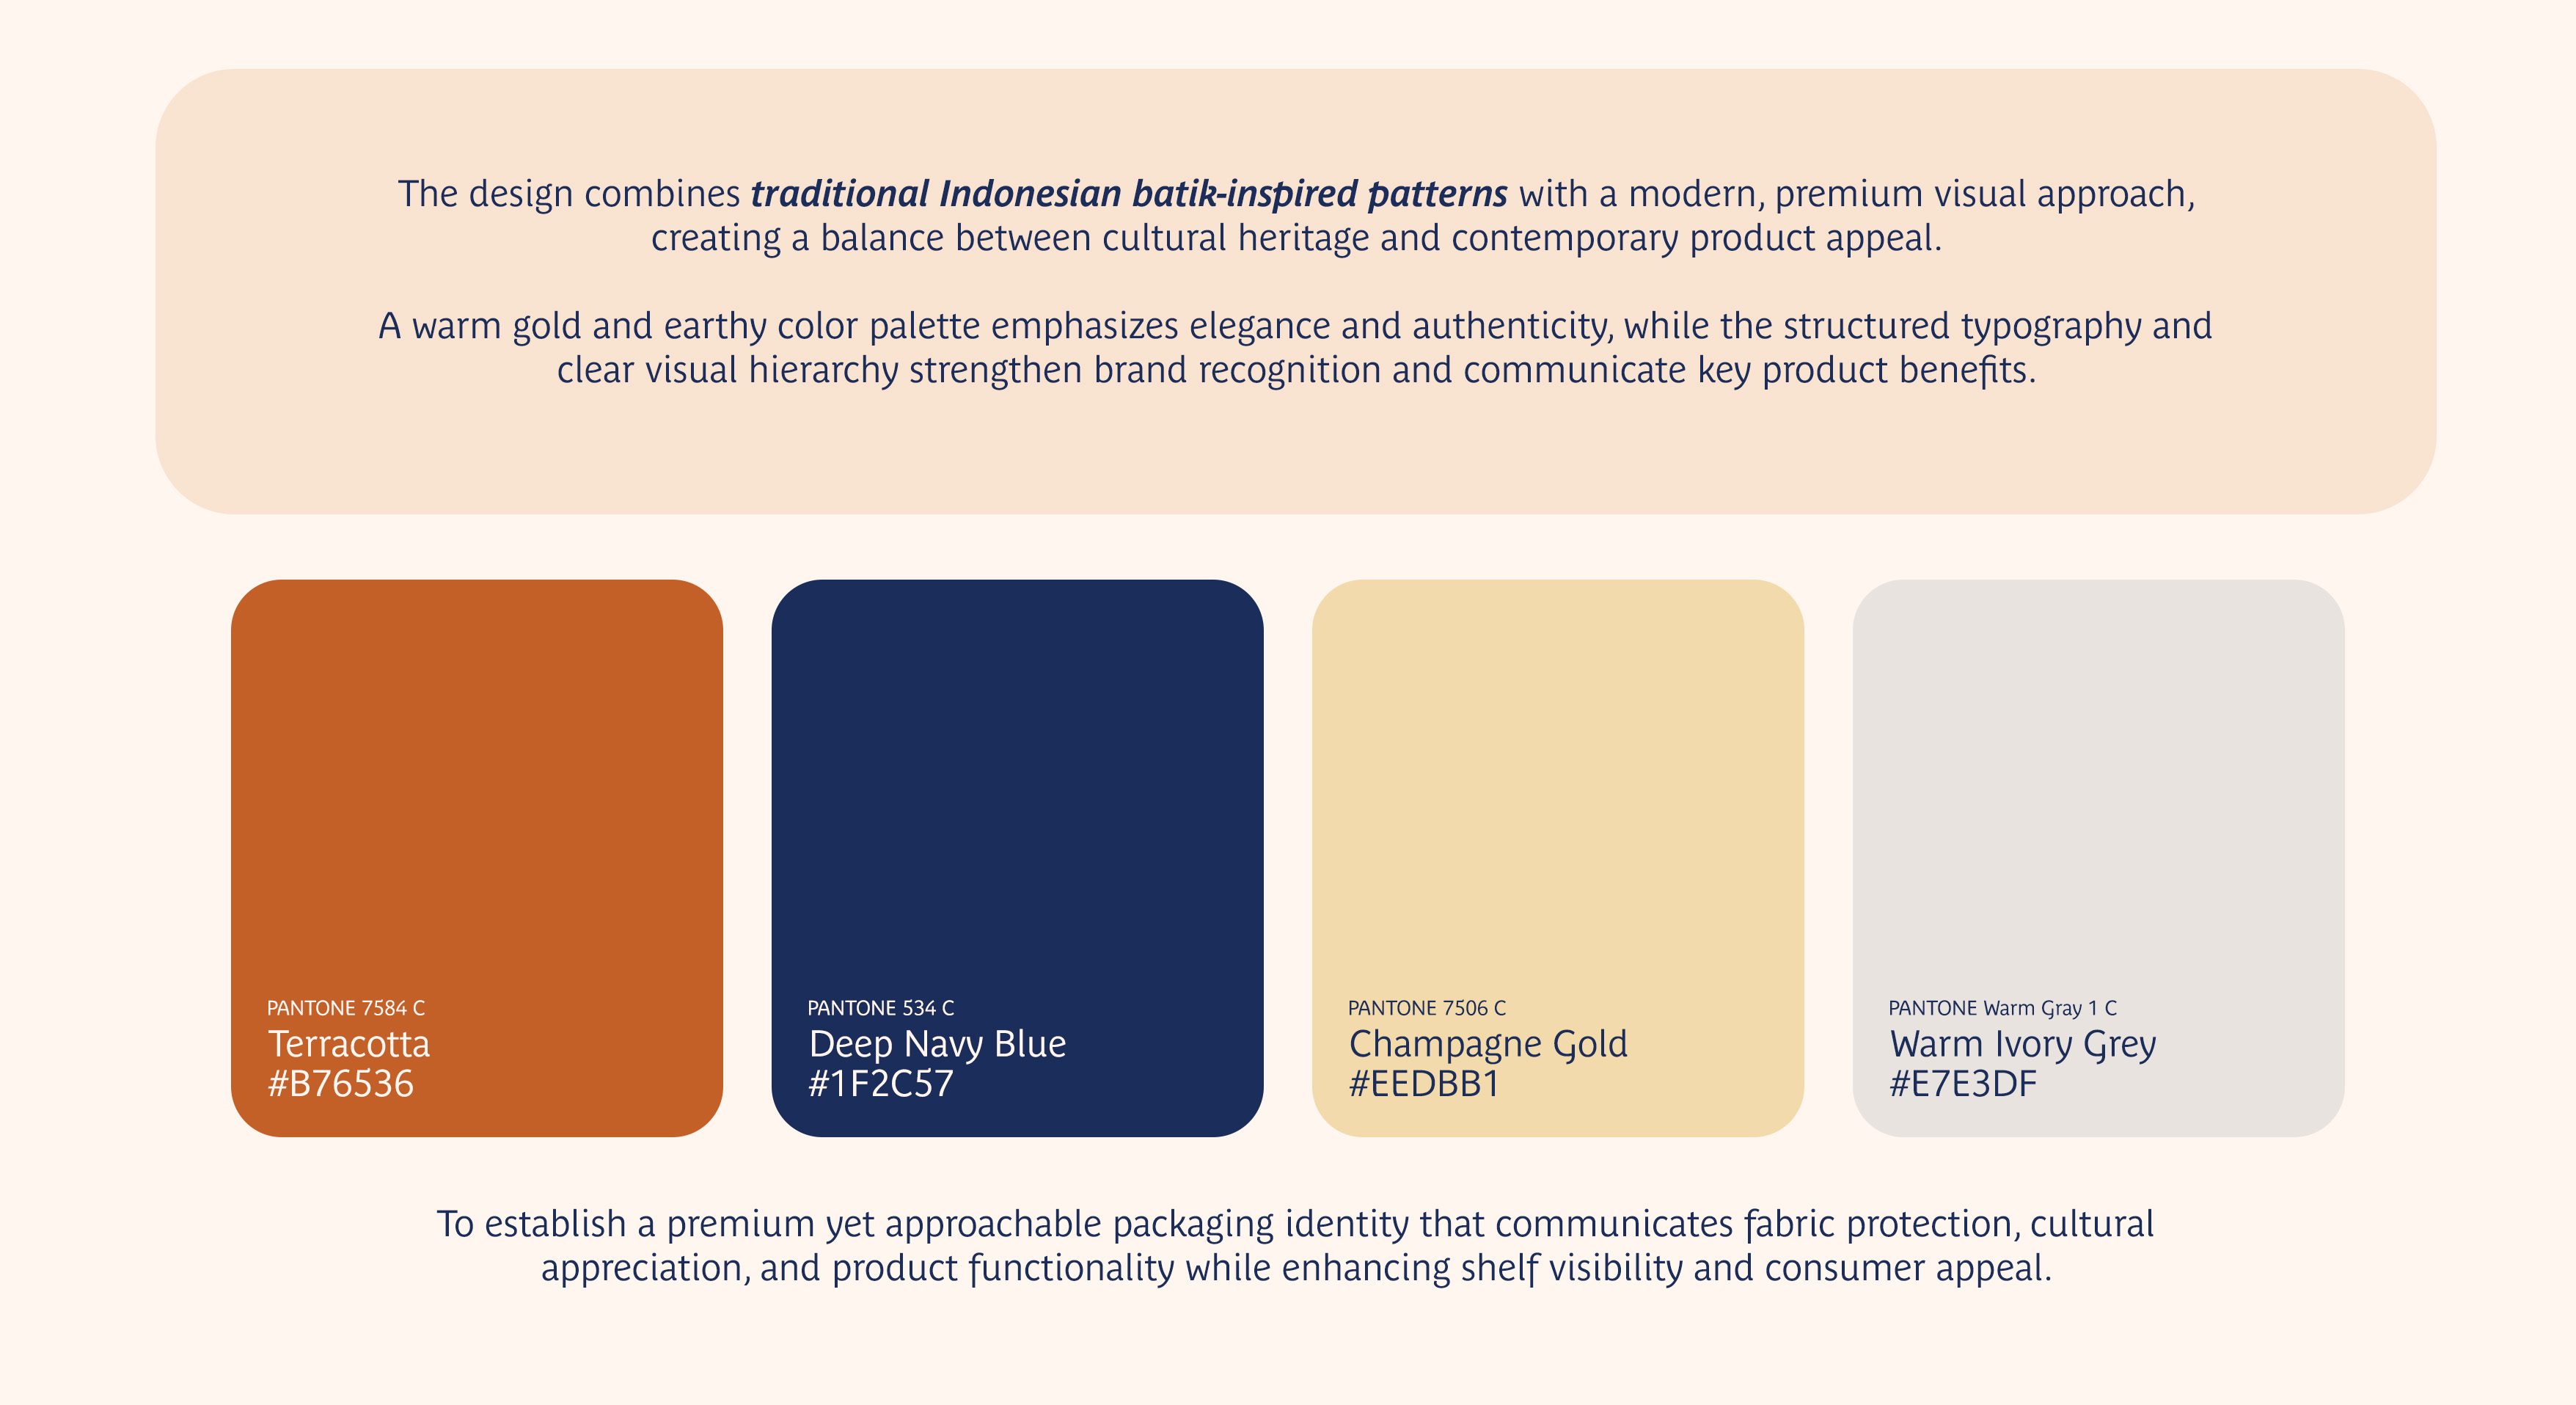 The design combines traditional Indonesian batik-inspired patterns with a modern, premium visual approach,
creating a balance between cultural heritage and contemporary product appeal.
A warm gold and earthy color palette emphasizes elegance and authenticity, while the structured typography and
clear visual hierarchy strengthen brand recognition and communicate key product benefits.
PANTONE 7584 C
Terracotta
#B76536
PANTONE 534 C
Deep Navy Blue
#1F2C57
PANTONE 7506 C
Champagne Gold
#EEDBB1
PANTONE Warm Gray 1 C
Warm Ivory Grey
#E7E3DF
To establish a premium yet approachable packaging identity that communicates fabric protection, cultural
appreciation, and product functionality while enhancing shelf visibility and consumer appeal.